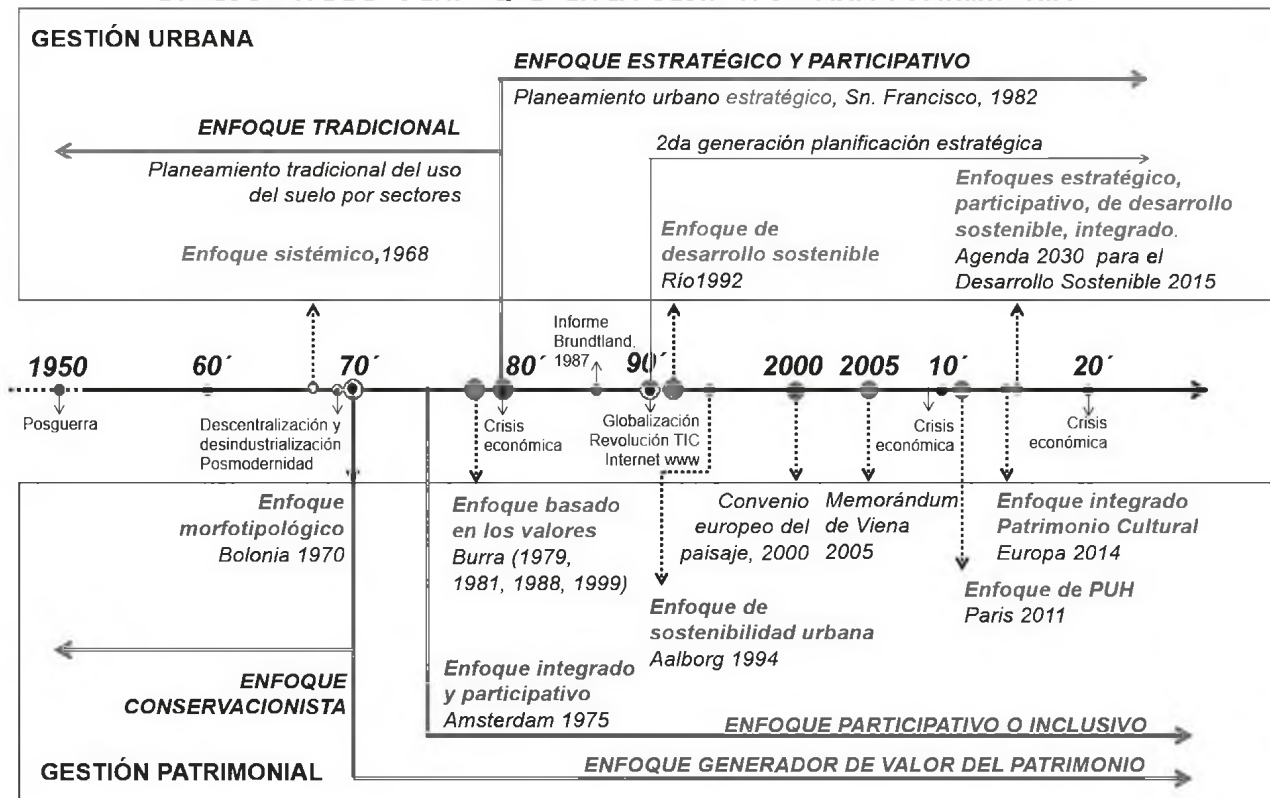 GESTIÓN URBANA
ENFOQUE ESTRATÉGICO Y PARTICIPATIVO
Planeamiento urbano estratégico, Sn. Francisco, 1982
ENFOQUE TRADICIONAL
Planeamiento tradicional del uso
del suelo por sectores
2da generación planificación estratégica
Enfoque sistémico,1968
Enfoque de
desarrollo sostenible
Río1992
Enfoques estratégico,
participativo, de desarrollo
sostenible, integrado.
Agenda 2030 para el
Desarrollo Sostenible 2015
1950
60´
70´
80´
Informe
Brundtland.
1987
90´
2000
2005
10´
20´
Posguerra
Descentralización y
desindustrialización
Posmodernidad
Crisis
económica
Globalización
Revolución TIC
Internet www
Crisis
económica
Crisis
económica
Enfoque
morfotipológico
Bolonia 1970
Enfoque basado
en los valores
Burra (1979,
1981, 1988, 1999)
Convenio
europeo del
paisaje, 2000
Memorándum
de Viena
2005
Enfoque integrado
Patrimonio Cultural
Europa 2014
Enfoque de
sostenibilidad urbana
Aalborg 1994
Enfoque de PUH
Paris 2011
ENFOQUE
CONSERVACIONISTA
Enfoque integrado
y participativo
Amsterdam 1975
ENFOQUE PARTICIPATIVO O INCLUSIVO
GESTIÓN PATRIMONIAL
ENFOQUE GENERADOR DE VALOR DEL PATRIMONIO